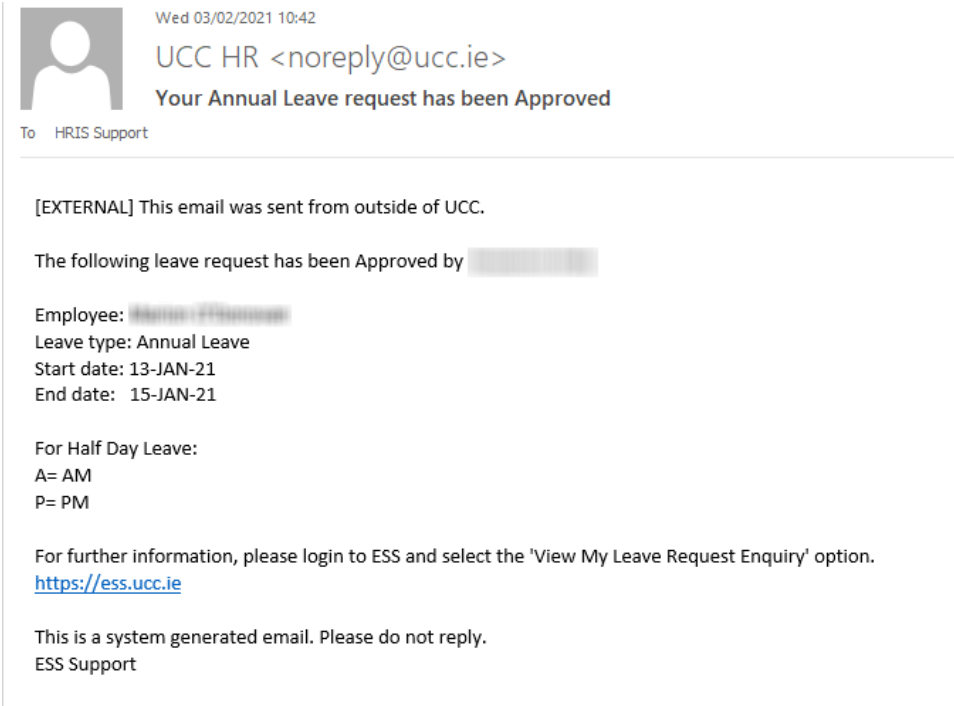 Wed 03/02/2021 10:42
UCC HR <noreply@ucc.ie>
Your Annual Leave request has been Approved
To HRIS Support
[EXTERNAL] This email was sent from outside of UCC.
The following leave request has been Approved by
Employee:
Leave type: Annual Leave
Start date: 13-JAN-21
End date: 15-JAN-21
For Half Day Leave:
A= AM
P= PM
For further information, please login to ESS and select the 'View My Leave Request Enquiry' option.
https://ess.ucc.ie
This is a system generated email. Please do not reply.
ESS Support